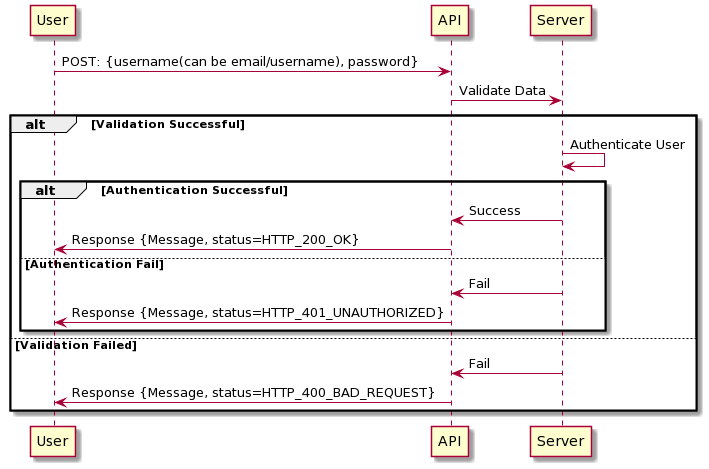 User API Server
POST: {username(can be email/username), password}
Validate Data
alt [Validation Successful]
Authenticate User
alt [Authentication Successful]
Success
Response {Message, status=HTTP_200_OK}
[Authentication Fail]
Fail
Response {Message, status=HTTP_401_UNAUTHORIZED}
[Validation Failed]
Fail
Response {Message, status=HTTP_400_BAD_REQUEST}
User API Server